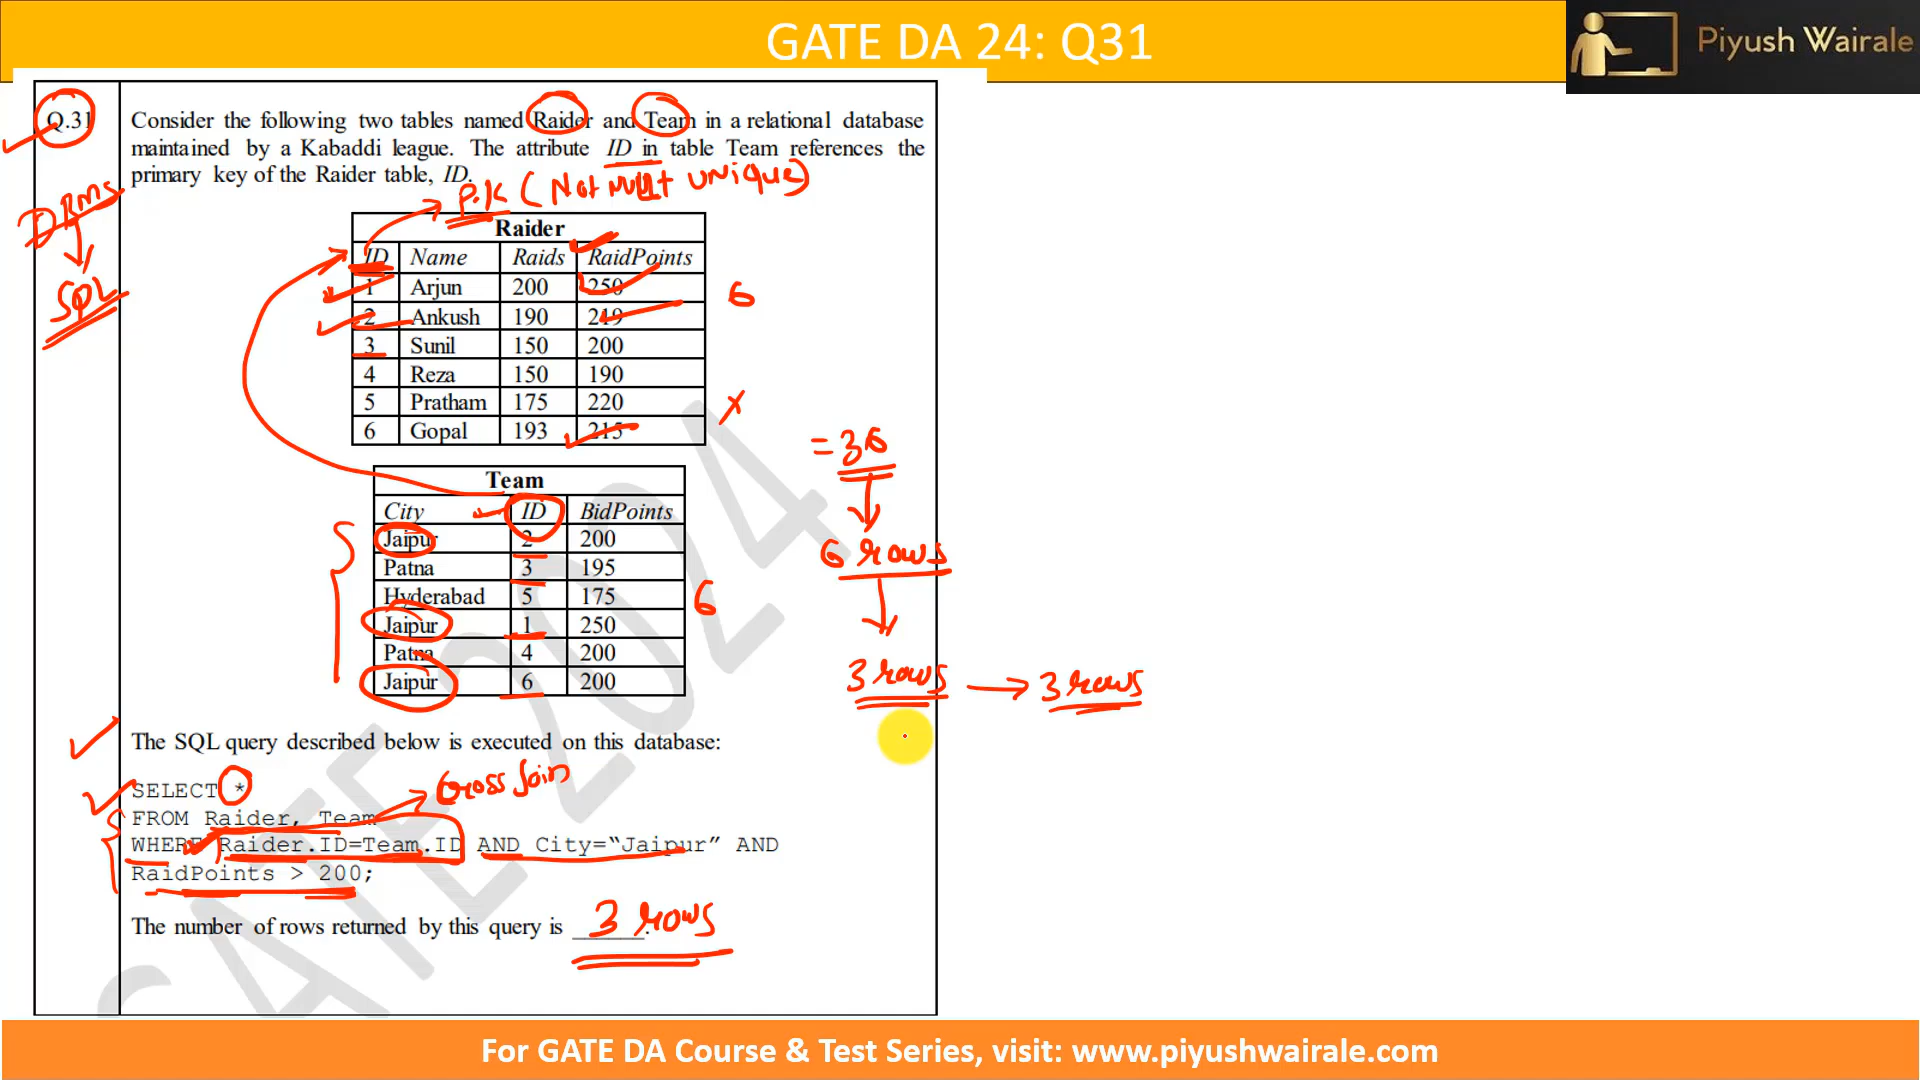 GATE DA 24: Q31
Piyush Wairale
Q.31
Consider the following two tables named Raider and Team in a relational database
maintained by a Kabaddi league. The attribute ID in table Team references the
primary key of the Raider table, ID.
P.K (Not null + unique)
DBMS
SQL
Raider
ID Name Raids RaidPoints
1 Arjun 200 250
2 Ankush 190 219
3 Sunil 150 200
4 Reza 150 190
5 Pratham 175 220
6 Gopal 193 215
6
x
= 36
Team
City ID BidPoints
Jaipur 2 200
Patna 3 195
Hyderabad 5 175
Jaipur 1 250
Patna 4 200
Jaipur 6 200
6
6 rows
3 rows → 3 rows
The SQL query described below is executed on this database:
Cross Join
SELECT *
FROM Raider, Team
WHERE Raider.ID=Team.ID AND City=“Jaipur” AND
RaidPoints > 200;
The number of rows returned by this query is ______.
3 rows
GATE 2024
For GATE DA Course & Test Series, visit: www.piyushwairale.com